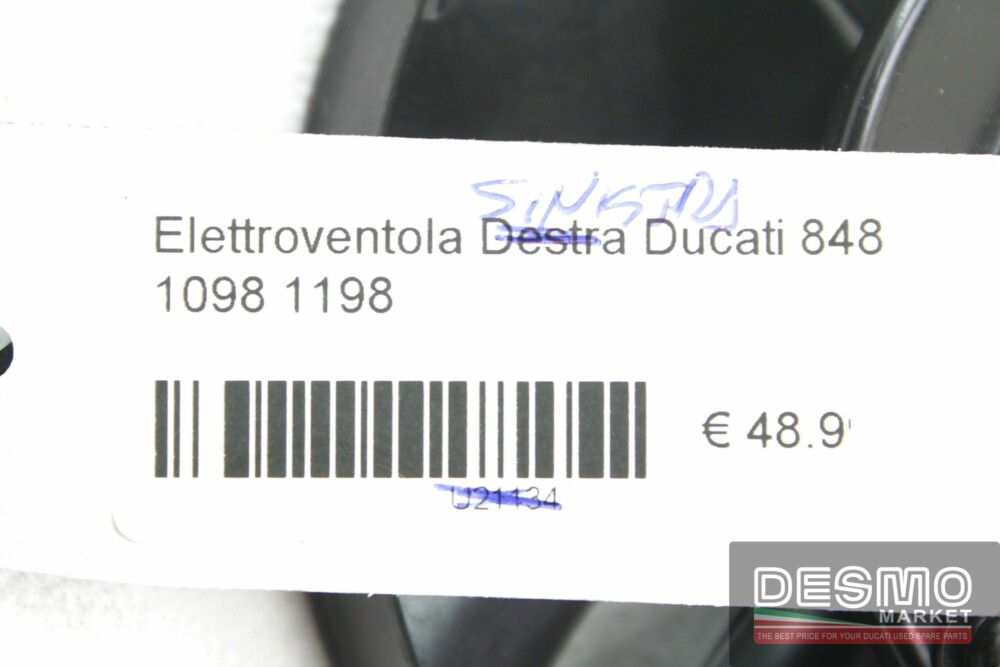 SINISTRA
Elettroventola Destra Ducati 848
1098 1198
€ 48.9
U21134
DESMO
MARKET
THE BEST PRICE FOR YOUR DUCATI USED SPARE PARTS